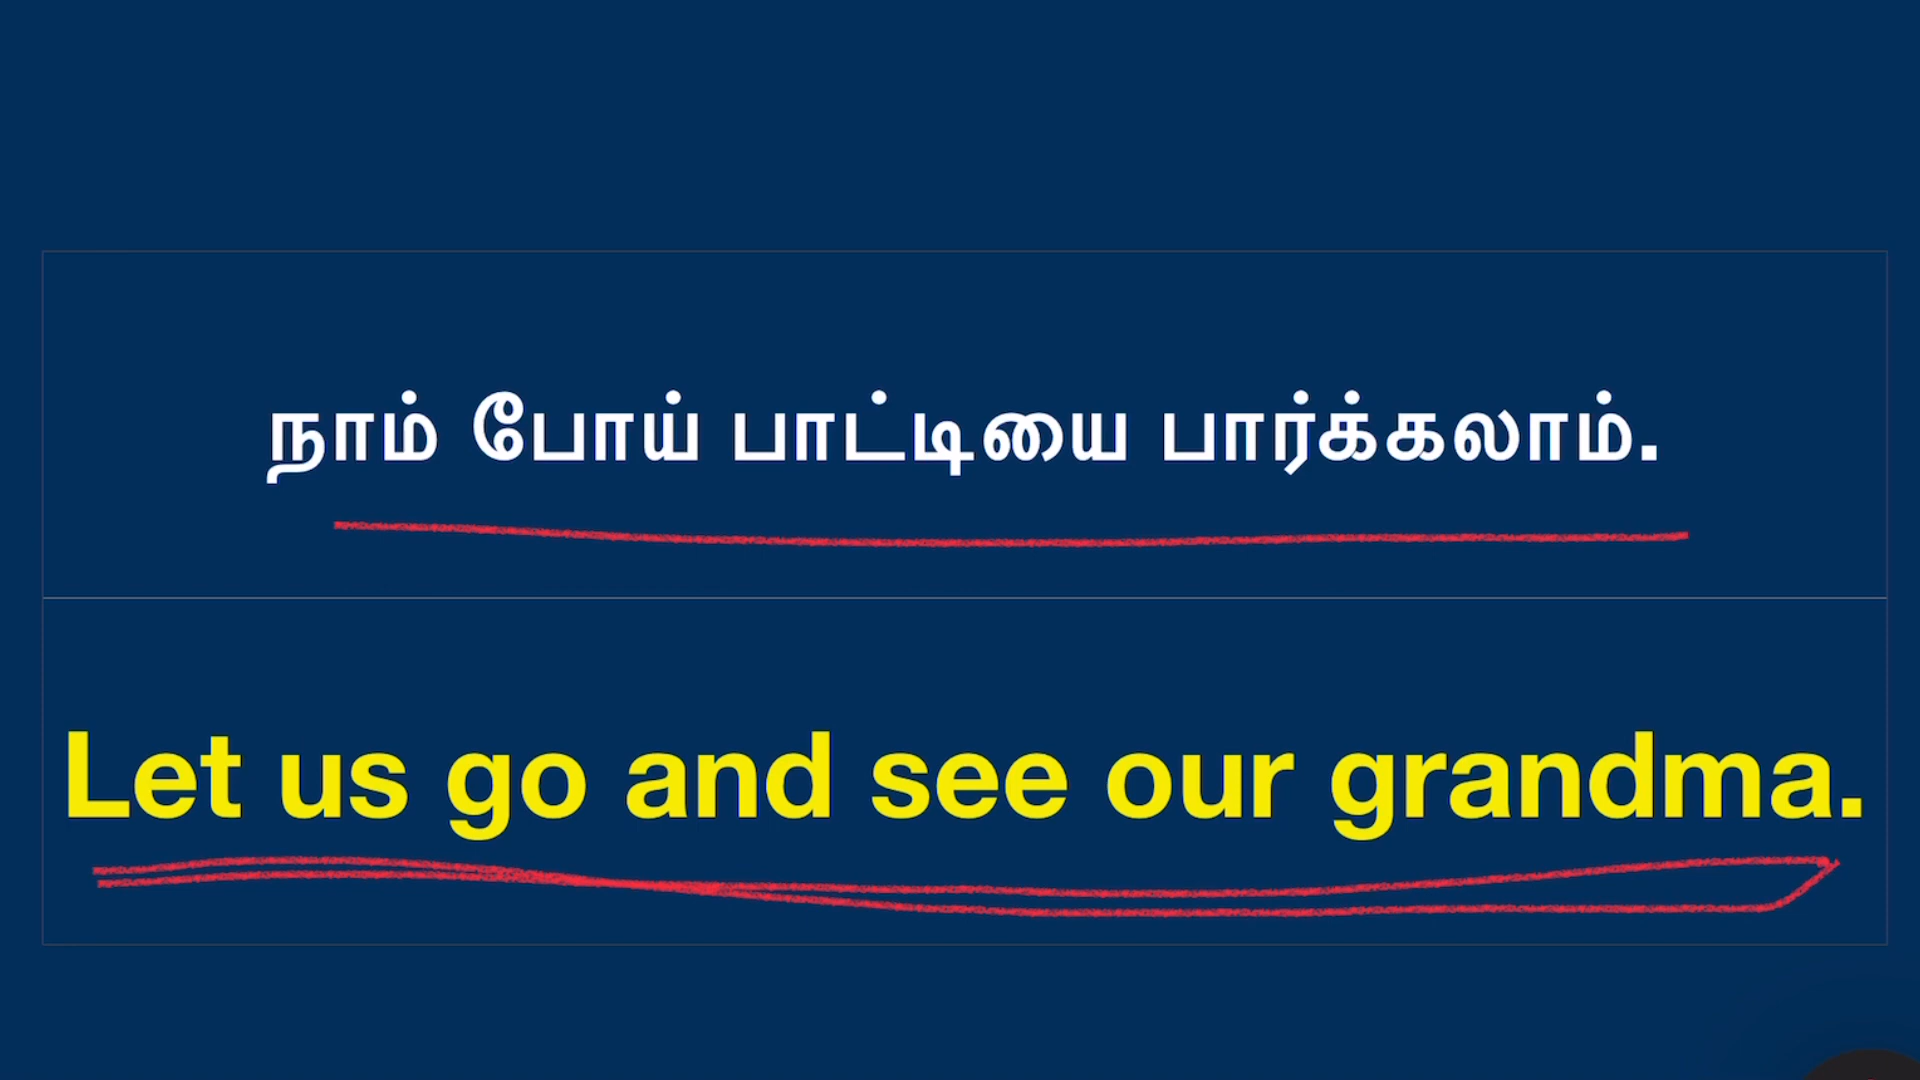 நாம் போய் பாட்டியை பார்க்கலாம்.
Let us go and see our grandma.